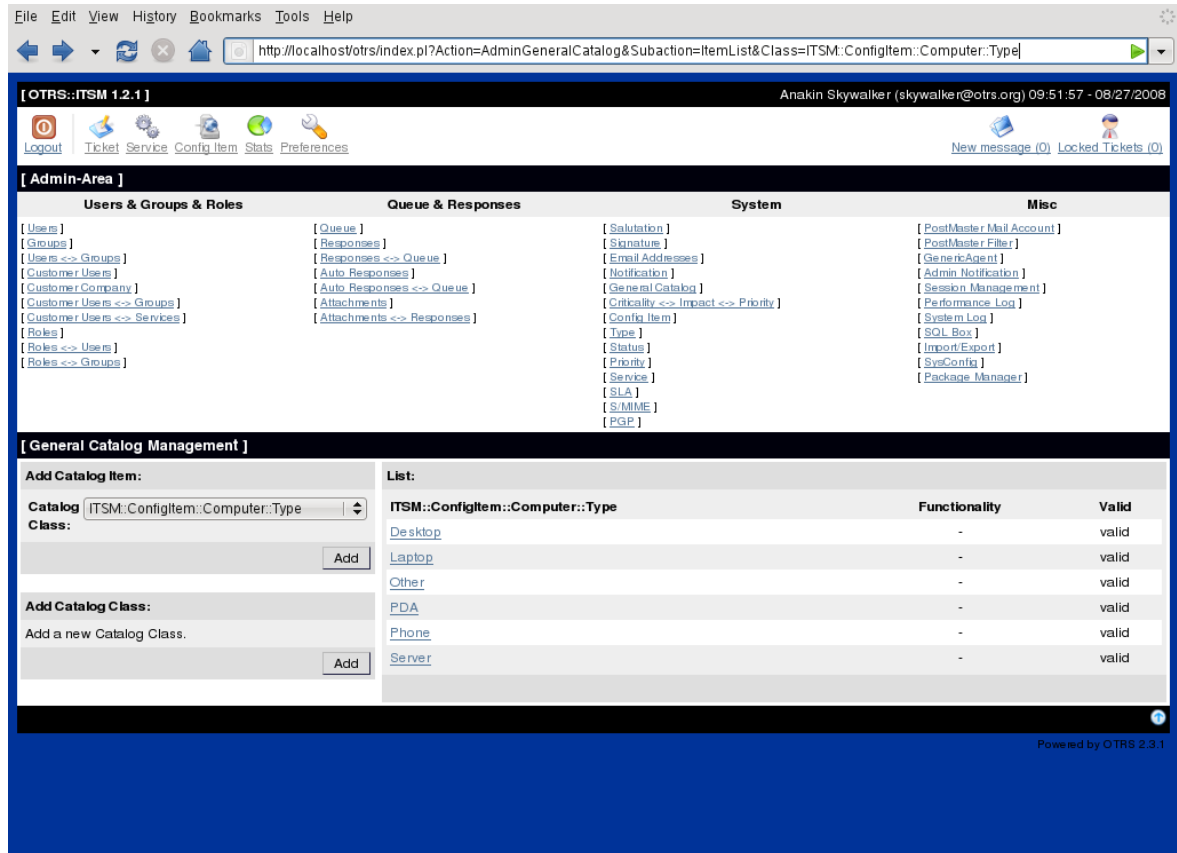 File Edit View History Bookmarks Tools Help
http://localhost/otrs/index.pl?Action=AdminGeneralCatalog&Subaction=ItemList&Class=ITSM::ConfigItem::Computer::Type
[ OTRS::ITSM 1.2.1 ] Anakin Skywalker (skywalker@otrs.org) 09:51:57 - 08/27/2008
Logout Ticket Service Config Item Stats Preferences New message (0) Locked Tickets (0)
[ Admin-Area ]
Users & Groups & Roles Queue & Responses System Misc
[ Users ] [ Queue ] [ Salutation ] [ PostMaster Mail Account ]
[ Groups ] [ Responses ] [ Signature ] [ PostMaster Filter ]
[ Users <-> Groups ] [ Responses <-> Queue ] [ Email Addresses ] [ GenericAgent ]
[ Customer Users ] [ Auto Responses ] [ Notification ] [ Admin Notification ]
[ Customer Company ] [ Auto Responses <-> Queue ] [ General Catalog ] [ Session Management ]
[ Customer Users <-> Groups ] [ Attachments ] [ Criticality <-> Impact <-> Priority ] [ Performance Log ]
[ Customer Users <-> Services ] [ Attachments <-> Responses ] [ Config Item ] [ System Log ]
[ Roles ] [ Type ] [ SQL Box ]
[ Roles <-> Users ] [ Status ] [ Import/Export ]
[ Roles <-> Groups ] [ Priority ] [ SysConfig ]
[ Service ] [ Package Manager ]
[ SLA ]
[ S/MIME ]
[ PGP ]
[ General Catalog Management ]
Add Catalog Item: List:
Catalog Class: ITSM::ConfigItem::Computer::Type ITSM::ConfigItem::Computer::Type Functionality Valid
Desktop - valid
Add Laptop - valid
Other - valid
Add Catalog Class: PDA - valid
Add a new Catalog Class. Phone - valid
Add Server - valid
Powered by OTRS 2.3.1